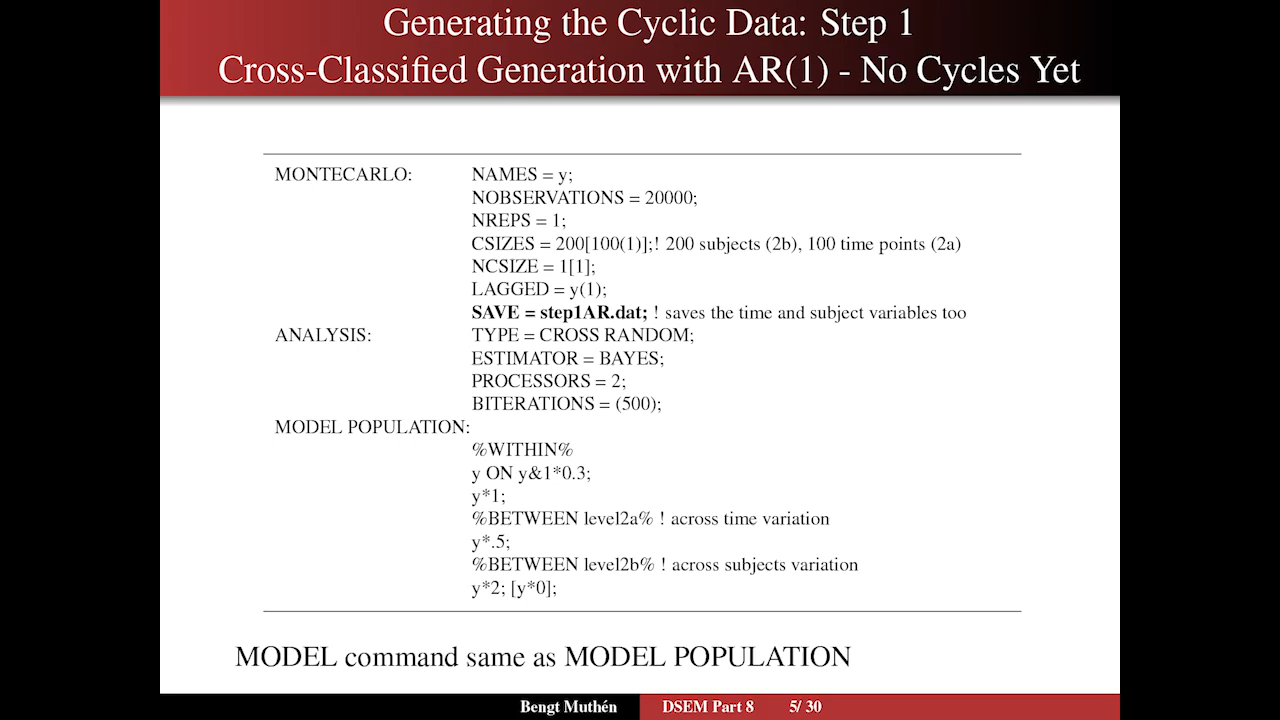 Generating the Cyclic Data: Step 1
Cross-Classified Generation with AR(1) - No Cycles Yet
MONTECARLO: NAMES = y;
NOBSERVATIONS = 20000;
NREPS = 1;
CSIZES = 200[100(1)];! 200 subjects (2b), 100 time points (2a)
NCSIZE = 1[1];
LAGGED = y(1);
SAVE = step1AR.dat; ! saves the time and subject variables too
ANALYSIS: TYPE = CROSS RANDOM;
ESTIMATOR = BAYES;
PROCESSORS = 2;
BITERATIONS = (500);
MODEL POPULATION:
%WITHIN%
y ON y&1*0.3;
y*1;
%BETWEEN level2a% ! across time variation
y*.5;
%BETWEEN level2b% ! across subjects variation
y*2; [y*0];
MODEL command same as MODEL POPULATION
Bengt Muthén DSEM Part 8 5/ 30